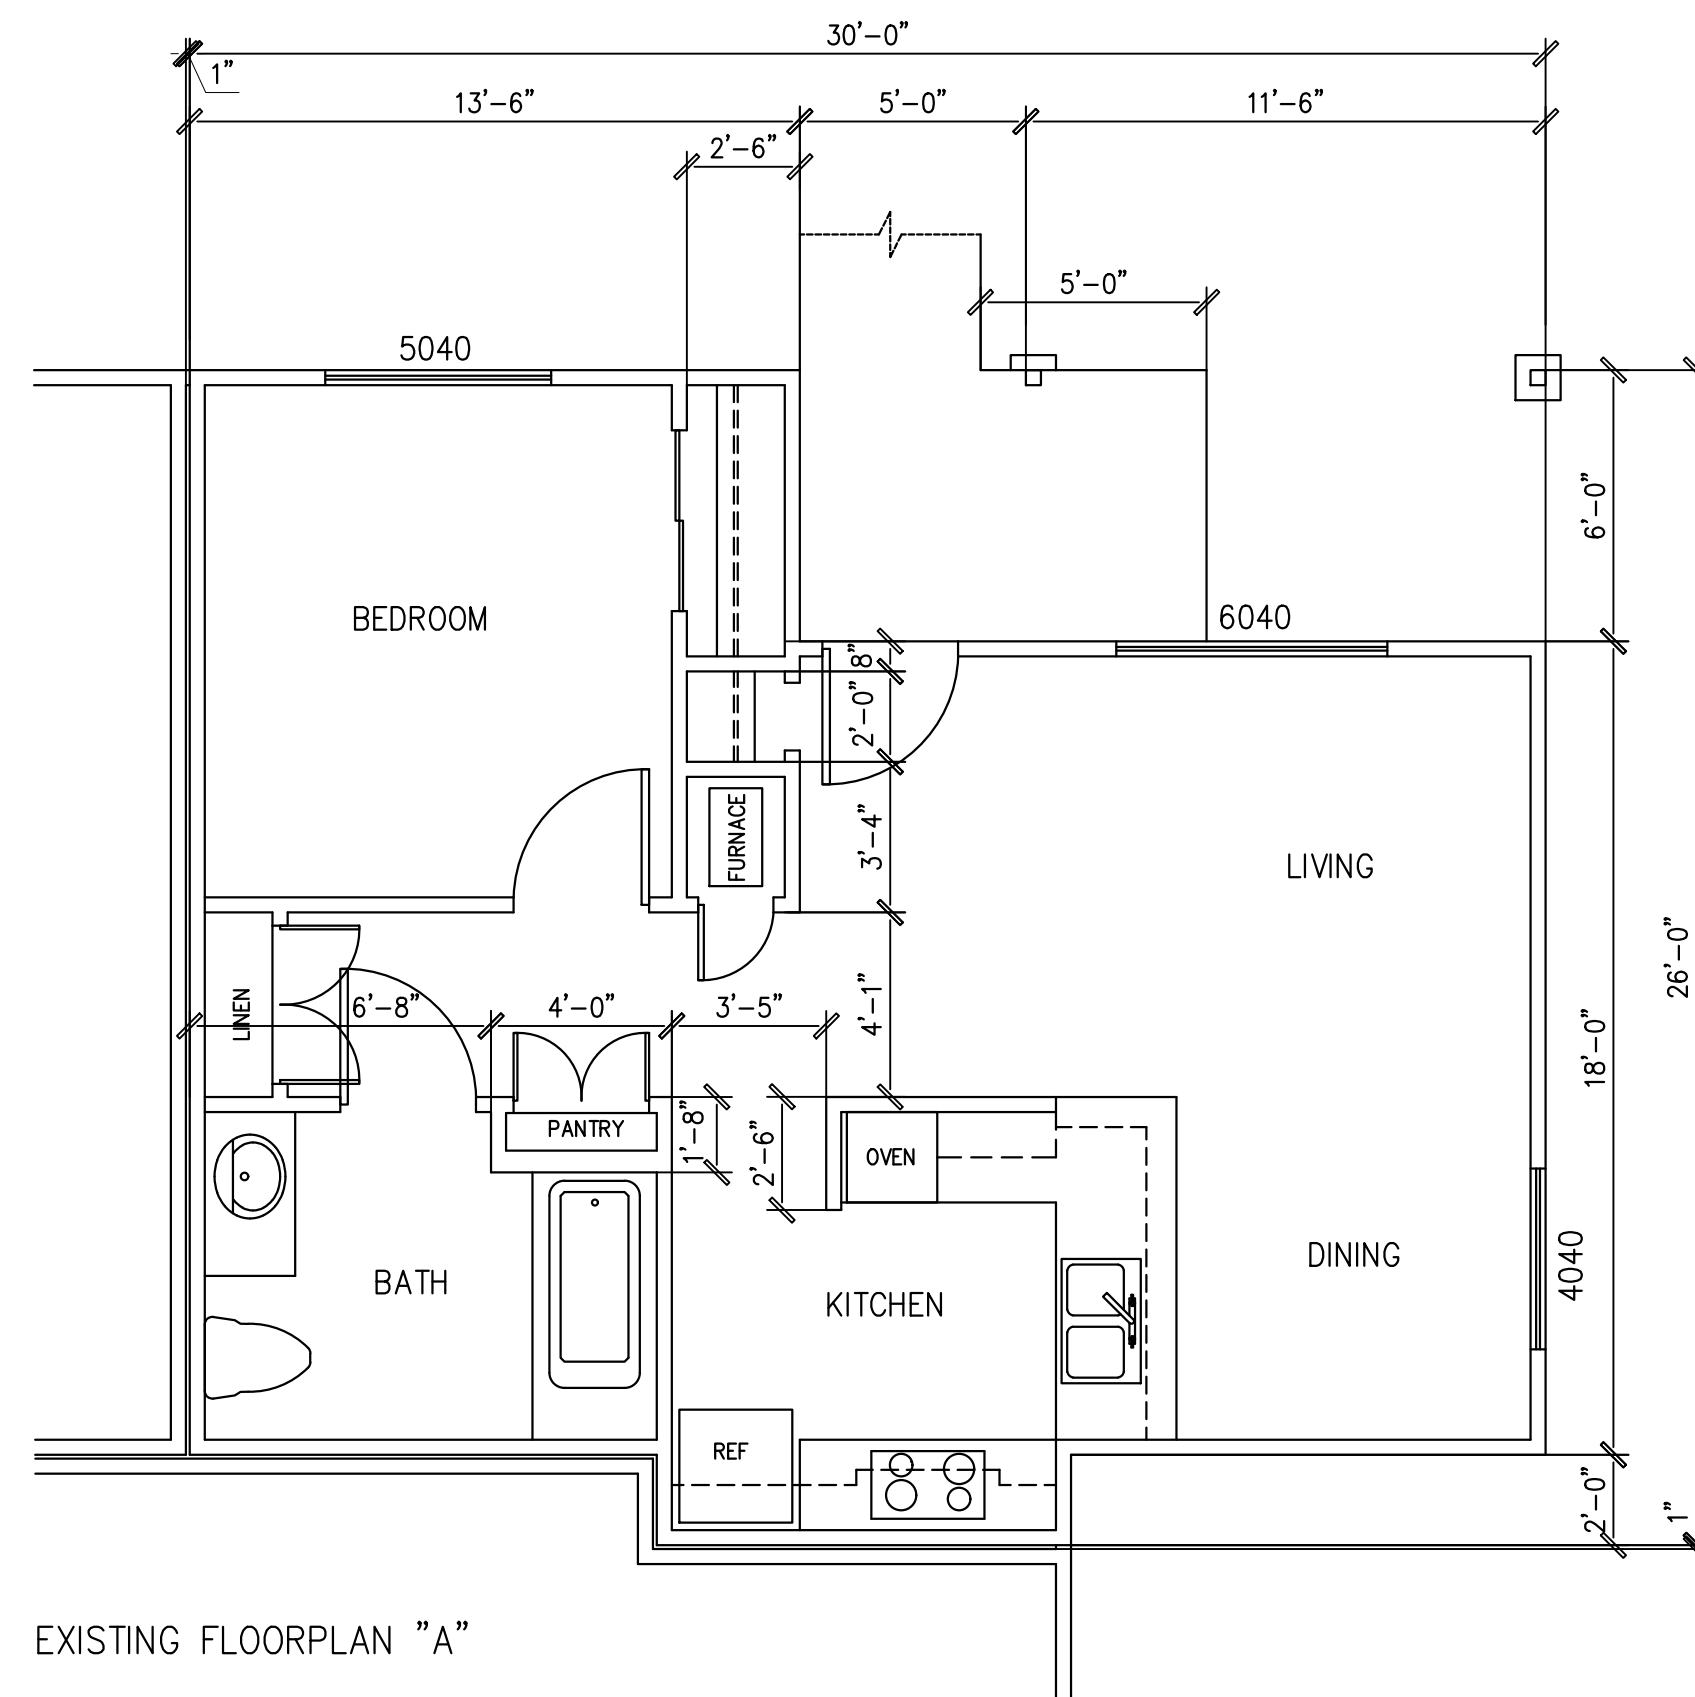 30'-0"
1"
13'-6"
5'-0"
11'-6"
2'-6"
5'-0"
5040
6'-0"
BEDROOM
6040
8"
2'-0"
FURNACE
3'-4"
LIVING
26'-0"
LINEN
6'-8"
4'-0"
3'-5"
4'-1"
18'-0"
PANTRY
1'-8"
2'-6"
OVEN
BATH
KITCHEN
DINING
4040
REF
2'-0"
1"
EXISTING FLOORPLAN "A"